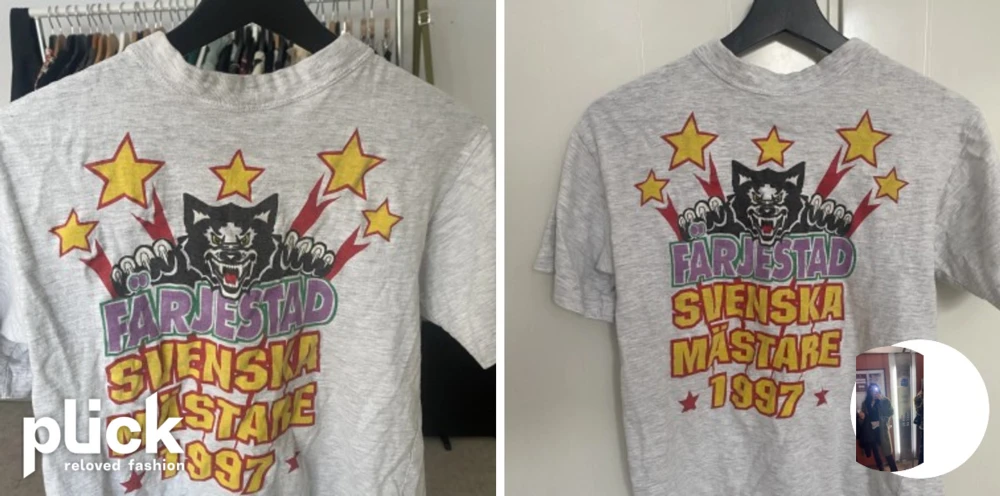 FÄRJESTAD
SVENSKA
MÄSTARE
1997
plick
reloved fashion
FÄRJESTAD
SVENSKA
MÄSTARE
1997